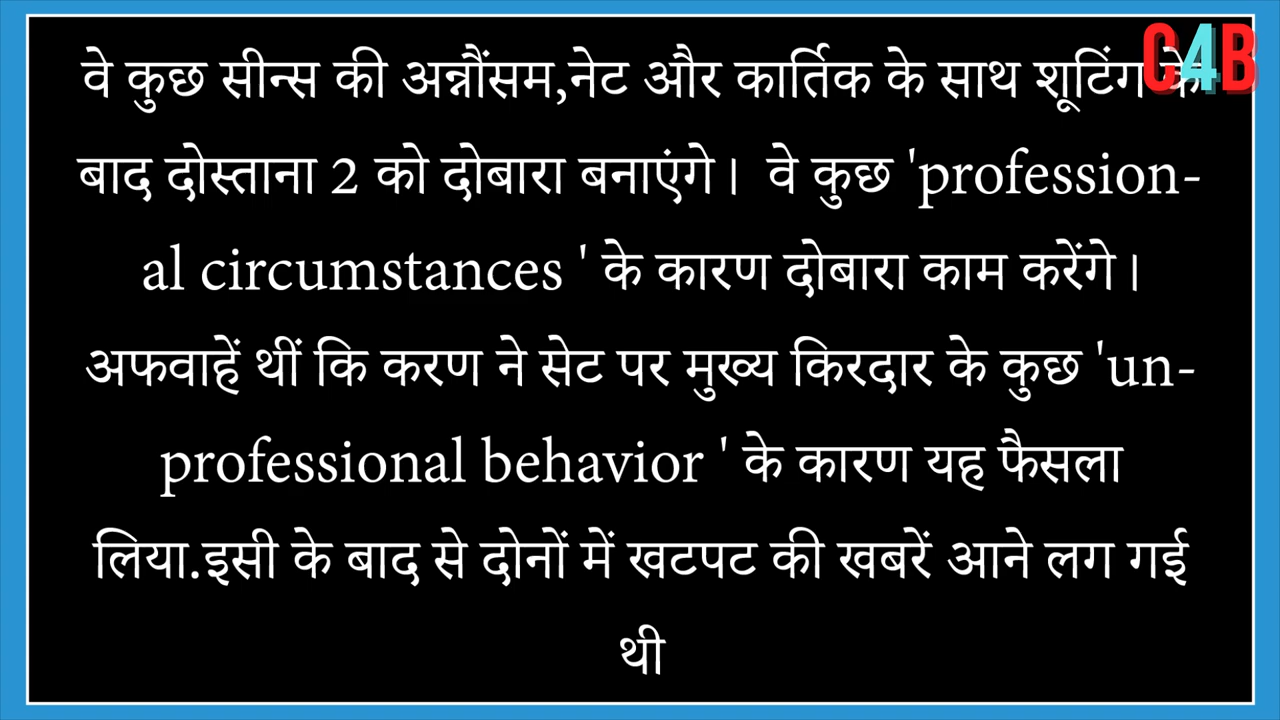 वे कुछ सीन्स की अन्नौंसम,नेट और कार्तिक के साथ शूटिंग के
C4B
बाद दोस्ताना 2 को दोबारा बनाएंगे। वे कुछ 'profession-
al circumstances ' के कारण दोबारा काम करेंगे।
अफवाहें थीं कि करण ने सेट पर मुख्य किरदार के कुछ 'un-
professional behavior ' के कारण यह फैसला
लिया.इसी के बाद से दोनों में खटपट की खबरें आने लग गई
थी